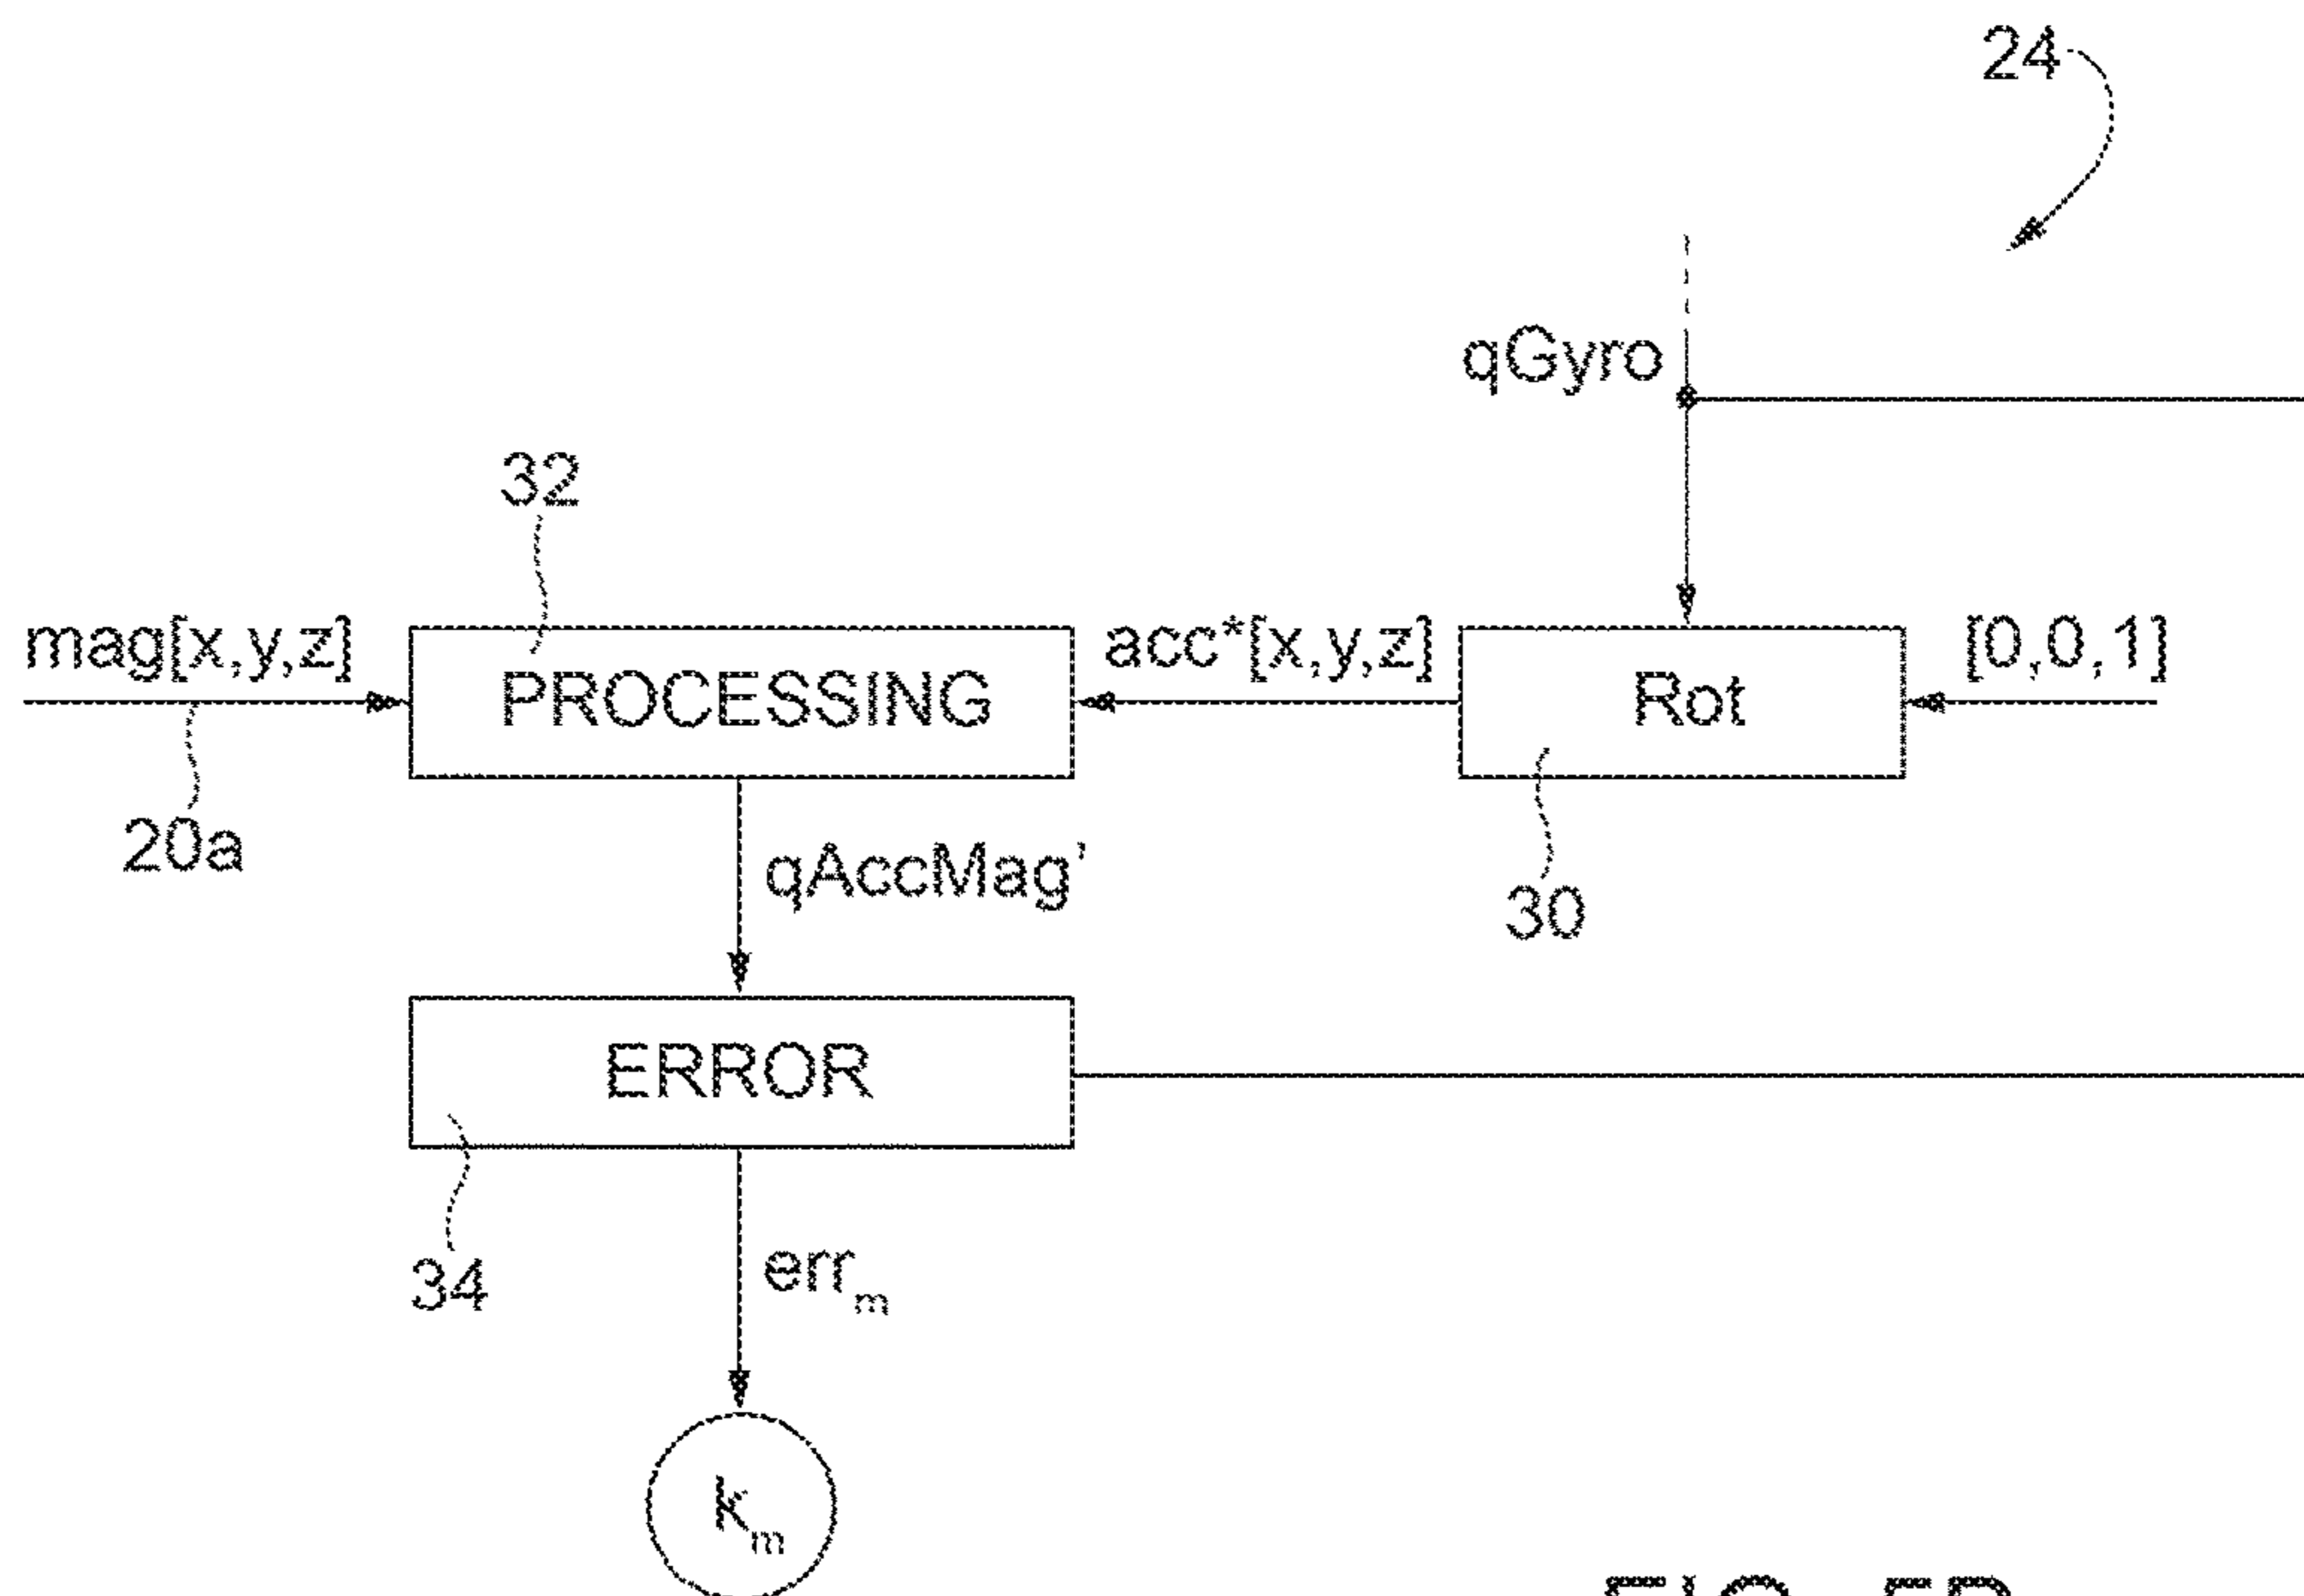 24
qGyro
32
mag[x,y,z]
PROCESSING
acc*[x,y,z]
Rot
[0,0,1]
20a
qAccMag'
30
ERROR
34
err_m
k_m